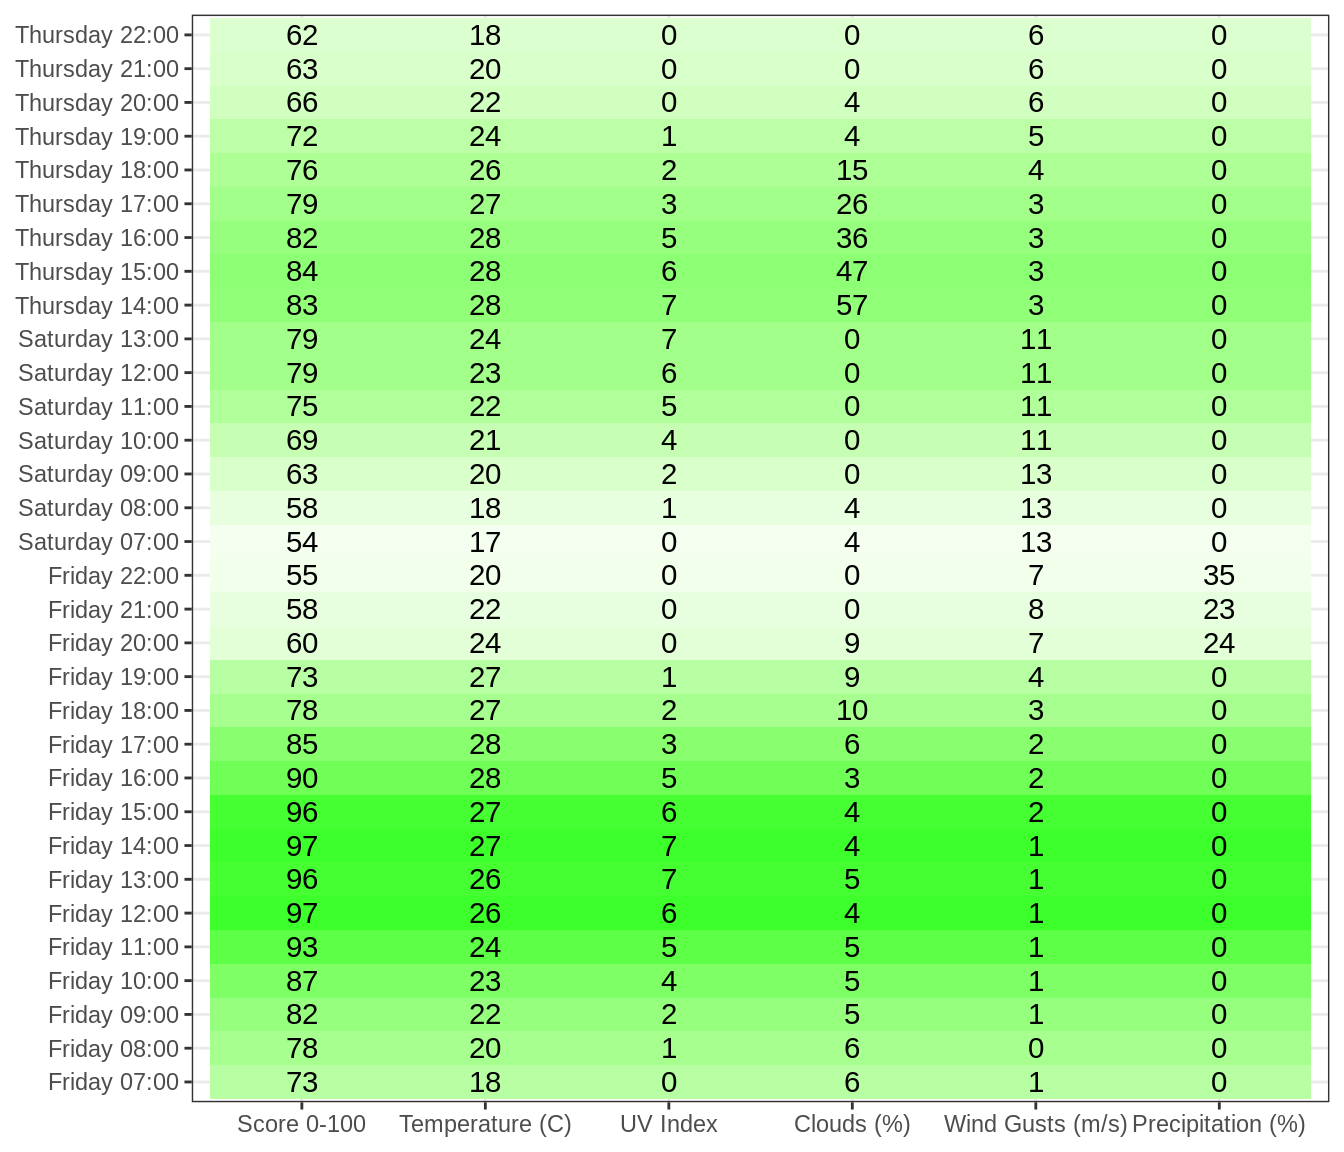 Thursday 22:00 62 18 0 0 6 0
Thursday 21:00 63 20 0 0 6 0
Thursday 20:00 66 22 0 4 6 0
Thursday 19:00 72 24 1 4 5 0
Thursday 18:00 76 26 2 15 4 0
Thursday 17:00 79 27 3 26 3 0
Thursday 16:00 82 28 5 36 3 0
Thursday 15:00 84 28 6 47 3 0
Thursday 14:00 83 28 7 57 3 0
Saturday 13:00 79 24 7 0 11 0
Saturday 12:00 79 23 6 0 11 0
Saturday 11:00 75 22 5 0 11 0
Saturday 10:00 69 21 4 0 11 0
Saturday 09:00 63 20 2 0 13 0
Saturday 08:00 58 18 1 4 13 0
Saturday 07:00 54 17 0 4 13 0
Friday 22:00 55 20 0 0 7 35
Friday 21:00 58 22 0 0 8 23
Friday 20:00 60 24 0 9 7 24
Friday 19:00 73 27 1 9 4 0
Friday 18:00 78 27 2 10 3 0
Friday 17:00 85 28 3 6 2 0
Friday 16:00 90 28 5 3 2 0
Friday 15:00 96 27 6 4 2 0
Friday 14:00 97 27 7 4 1 0
Friday 13:00 96 26 7 5 1 0
Friday 12:00 97 26 6 4 1 0
Friday 11:00 93 24 5 5 1 0
Friday 10:00 87 23 4 5 1 0
Friday 09:00 82 22 2 5 1 0
Friday 08:00 78 20 1 6 0 0
Friday 07:00 73 18 0 6 1 0
Score 0-100 Temperature (C) UV Index Clouds (%) Wind Gusts (m/s) Precipitation (%)